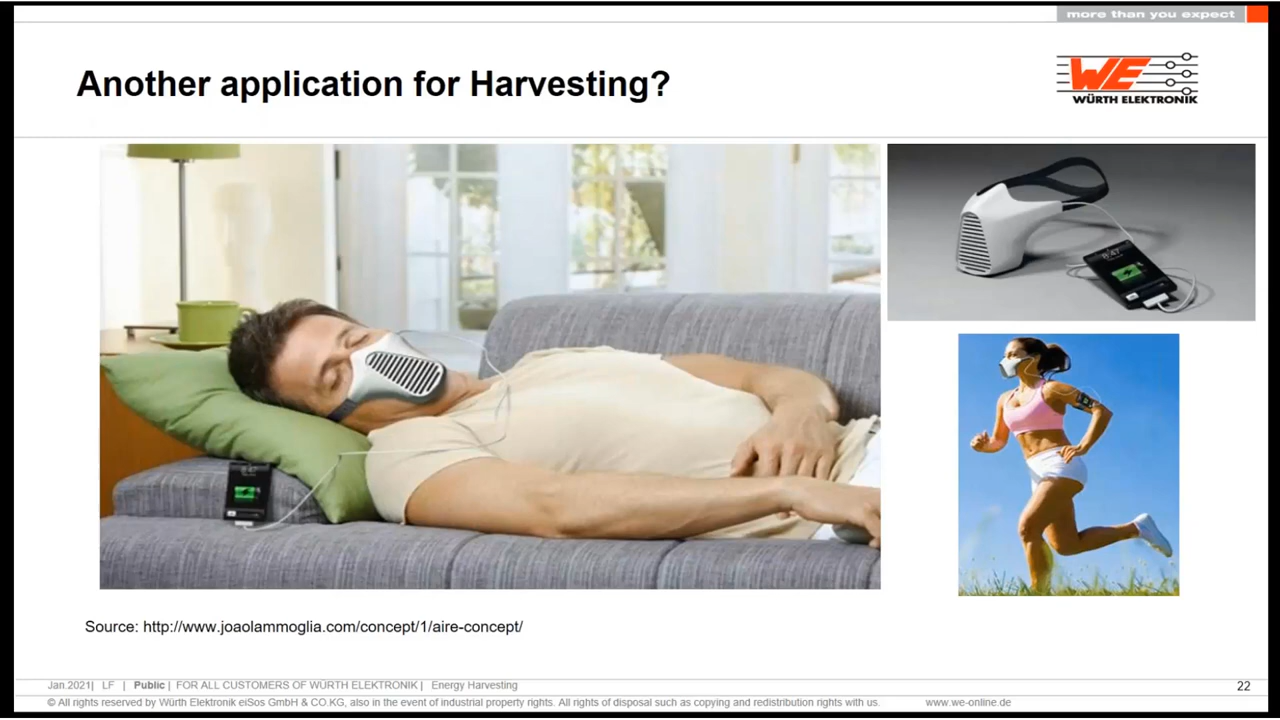 more than you expect
Another application for Harvesting?
WE
WÜRTH ELEKTRONIK
Source: http://www.joaolammoglia.com/concept/1/aire-concept/
Jan.2021| LF | Public | FOR ALL CUSTOMERS OF WÜRTH ELEKTRONIK | Energy Harvesting
22
© All rights reserved by Würth Elektronik eiSos GmbH & CO.KG, also in the event of industrial property rights. All rights of disposal such as copying and redistribution rights with us. www.we-online.de